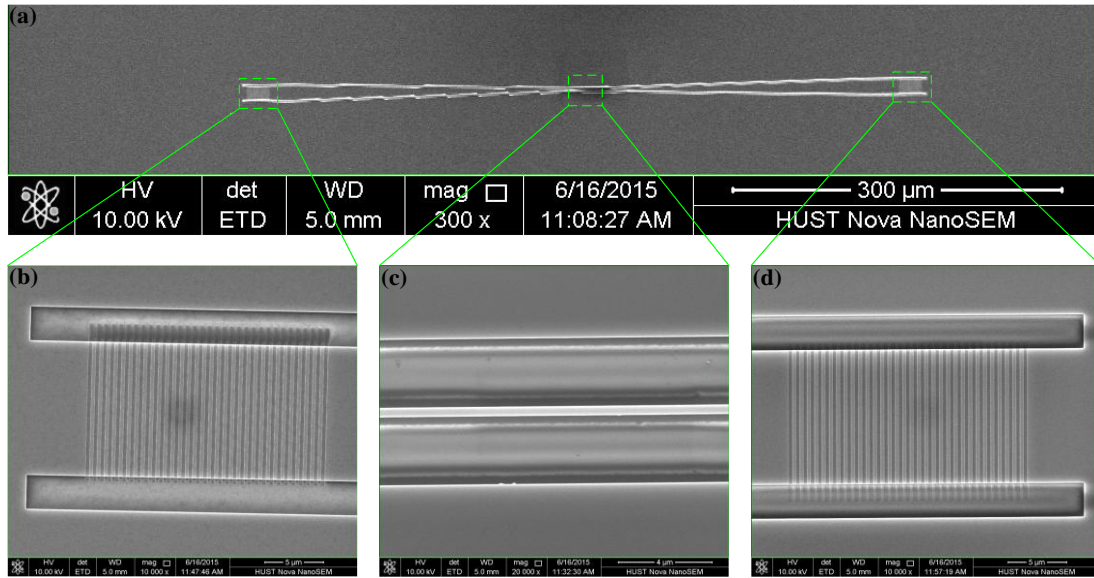 (a)
HV det WD mag 6/16/2015 300 µm
10.00 kV ETD 5.0 mm 300 x 11:08:27 AM HUST Nova NanoSEM
(b) (c) (d)
HV det WD mag 6/16/2015 5 µm
10.00 kV ETD 5.0 mm 10 000 x 11:47:46 AM HUST Nova NanoSEM
HV det WD mag 6/16/2015 4 µm
10.00 kV ETD 5.0 mm 20 000 x 11:32:30 AM HUST Nova NanoSEM
HV det WD mag 6/16/2015 5 µm
10.00 kV ETD 5.0 mm 10 000 x 11:57:19 AM HUST Nova NanoSEM